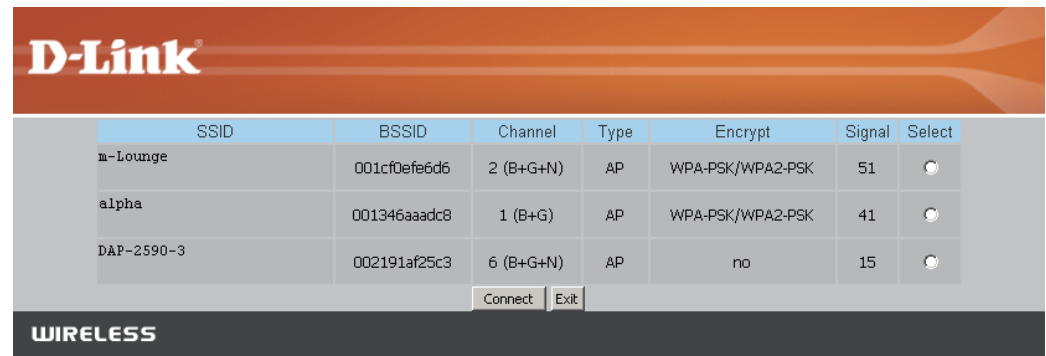 D-Link®
SSID BSSID Channel Type Encrypt Signal Select
m-Lounge 001cf0efe6d6 2 (B+G+N) AP WPA-PSK/WPA2-PSK 51
alpha 001346aaadc8 1 (B+G) AP WPA-PSK/WPA2-PSK 41
DAP-2590-3 002191af25c3 6 (B+G+N) AP no 15
Connect Exit
WIRELESS